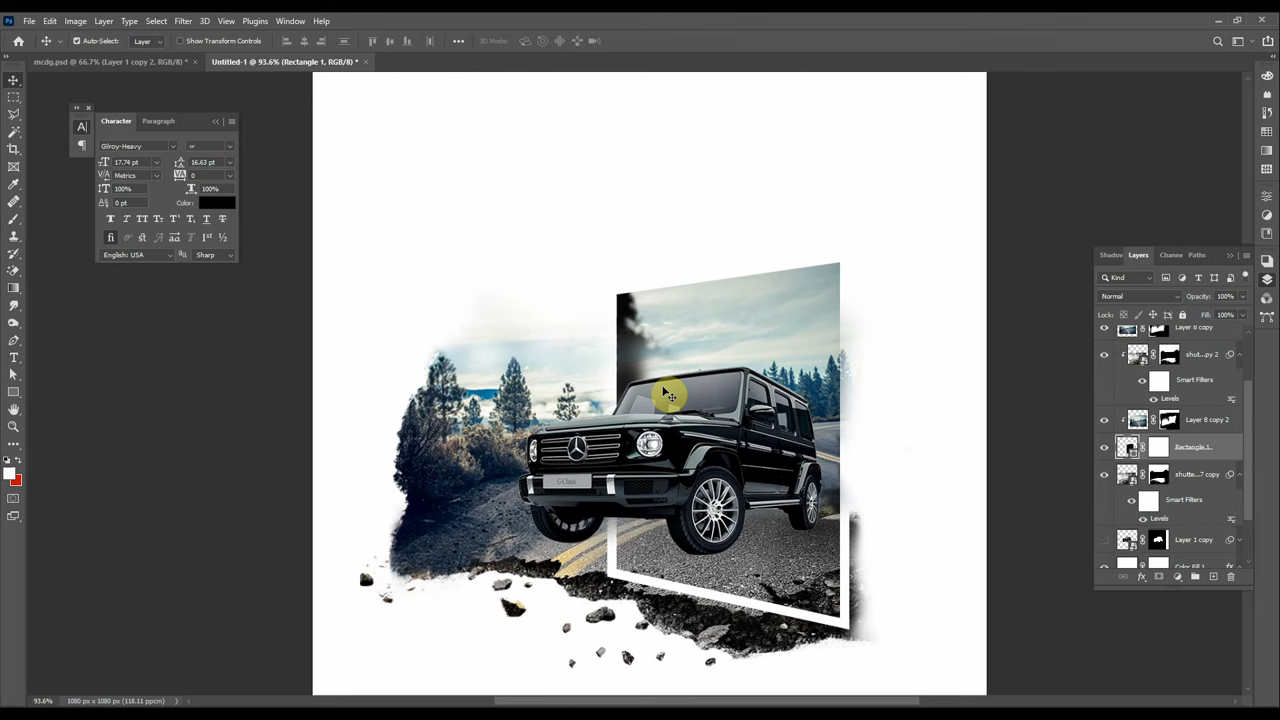 Ps File Edit Image Layer Type Select Filter 3D View Plugins Window Help
Auto-Select: Layer Show Transform Controls 3D Mode:
mcdg.psd @ 66.7% (Layer 1 copy 2, RGB/8) * Untitled-1 @ 93.6% (Rectangle 1, RGB/8) *
Character Paragraph
Gilroy-Heavy
17.74 pt 16.63 pt
Metrics 0
100% 100%
0 pt Color:
English: USA Sharp
G-Class
Shadov Layers Channe Paths
Kind
Normal Opacity: 100%
Lock: Fill: 100%
Layer 8 copy
shut...py 2
Smart Filters
Levels
Layer 8 copy 2
Rectangle 1
shutte...7 copy
Smart Filters
Levels
Layer 1 copy
Color Fill 1
93.6% 1080 px x 1080 px (118.11 ppcm)